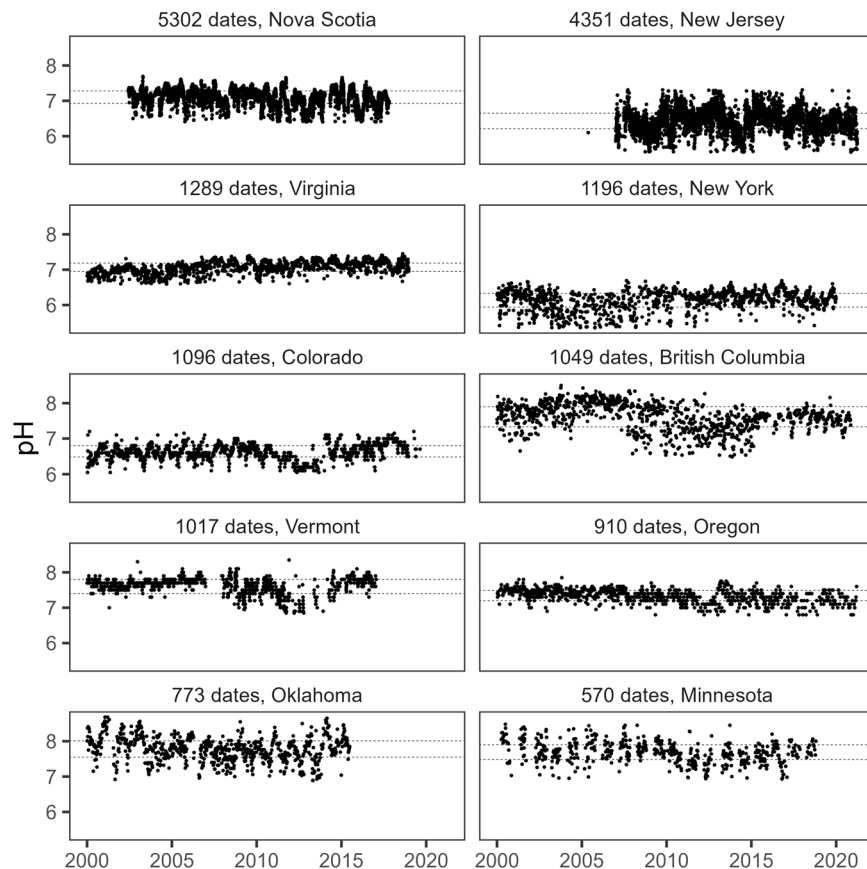 5302 dates, Nova Scotia
4351 dates, New Jersey
8
7
6
1289 dates, Virginia
1196 dates, New York
8
7
6
1096 dates, Colorado
1049 dates, British Columbia
8
7
6
pH
1017 dates, Vermont
910 dates, Oregon
8
7
6
773 dates, Oklahoma
570 dates, Minnesota
8
7
6
2000 2005 2010 2015 2020
2000 2005 2010 2015 2020